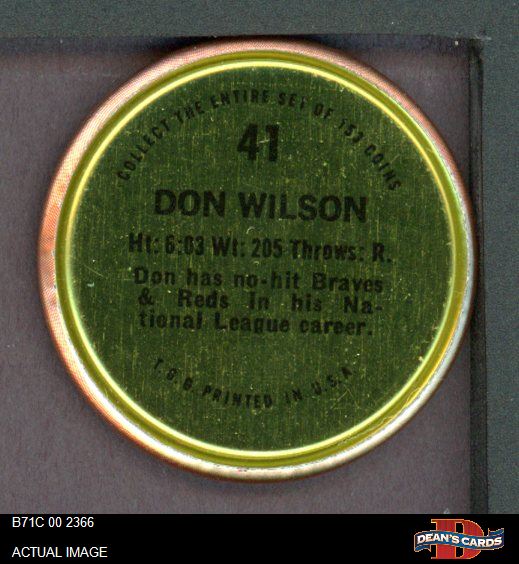 COLLECT THE ENTIRE SET OF 153 COINS
41
DON WILSON
Ht: 6:03 Wt: 205 Throws: R.
Don has no-hit Braves
& Reds in his Na-
tional League career.
T.G.B. PRINTED IN U.S.A.
B71C 00 2366
ACTUAL IMAGE
D
DEAN'S CARDS